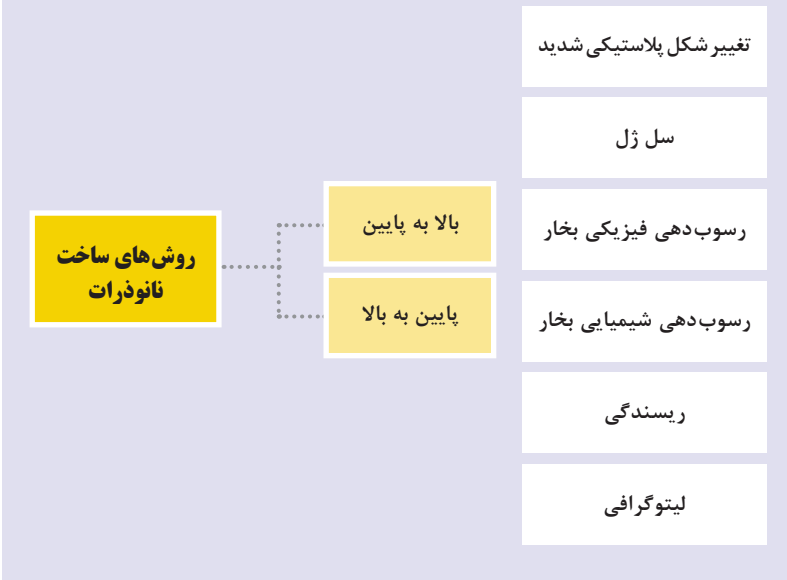 تغییر شکل پلاستیکی شدید
سل ژل
رسوب‌دهی فیزیکی بخار
رسوب‌دهی شیمیایی بخار
ریسندگی
لیتوگرافی
بالا به پایین
پایین به بالا
روش‌های ساخت
نانوذرات